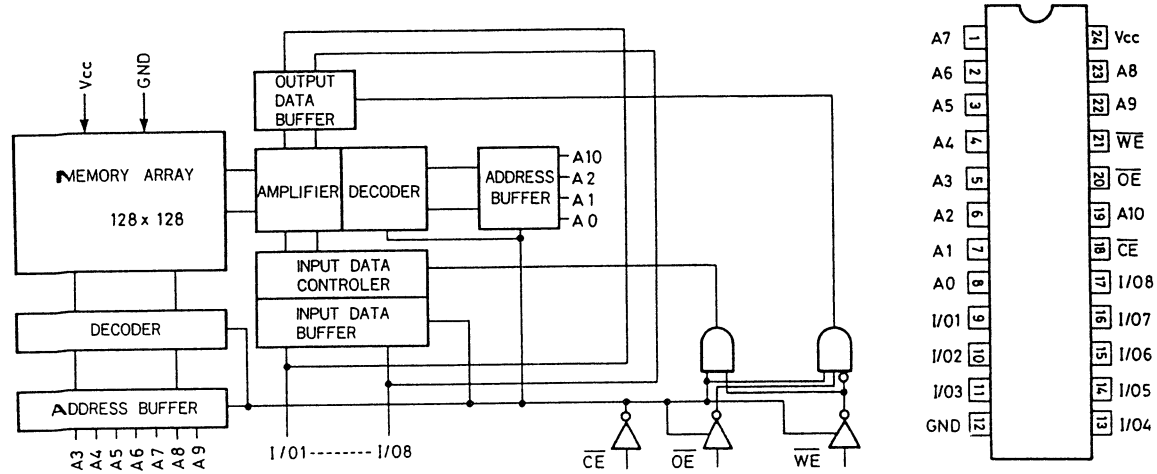 Vcc
GND
MEMORY ARRAY
128 x 128
DECODER
ADDRESS BUFFER
A3 A4 A5 A6 A7 A8 A9
OUTPUT
DATA
BUFFER
AMPLIFIER
DECODER
ADDRESS
BUFFER
A10
A2
A1
A0
INPUT DATA
CONTROLER
INPUT DATA
BUFFER
I/O1--------I/O8
CE
OE
WE
A7 1
A6 2
A5 3
A4 4
A3 5
A2 6
A1 7
A0 8
I/O1 9
I/O2 10
I/O3 11
GND 12
24 Vcc
23 A8
22 A9
21 WE
20 OE
19 A10
18 CE
17 I/O8
16 I/O7
15 I/O6
14 I/O5
13 I/O4